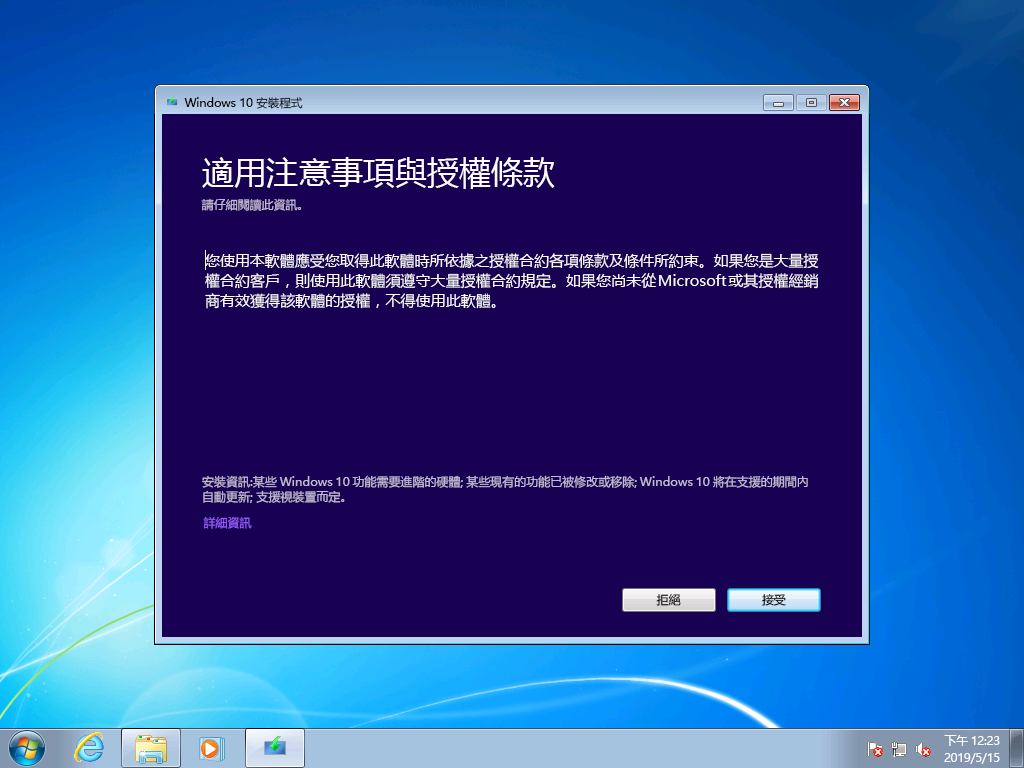 Windows 10 安裝程式
適用注意事項與授權條款
請仔細閱讀此資訊。
您使用本軟體應受您取得此軟體時所依據之授權合約各項條款及條件所約束。如果您是大量授
權合約客戶，則使用此軟體須遵守大量授權合約規定。如果您尚未從Microsoft或其授權經銷
商有效獲得該軟體的授權，不得使用此軟體。
安裝資訊:某些 Windows 10 功能需要進階的硬體; 某些現有的功能已被修改或移除; Windows 10 將在支援的期間內
自動更新; 支援視裝置而定。
詳細資訊
拒絕
接受
下午 12:23
2019/5/15